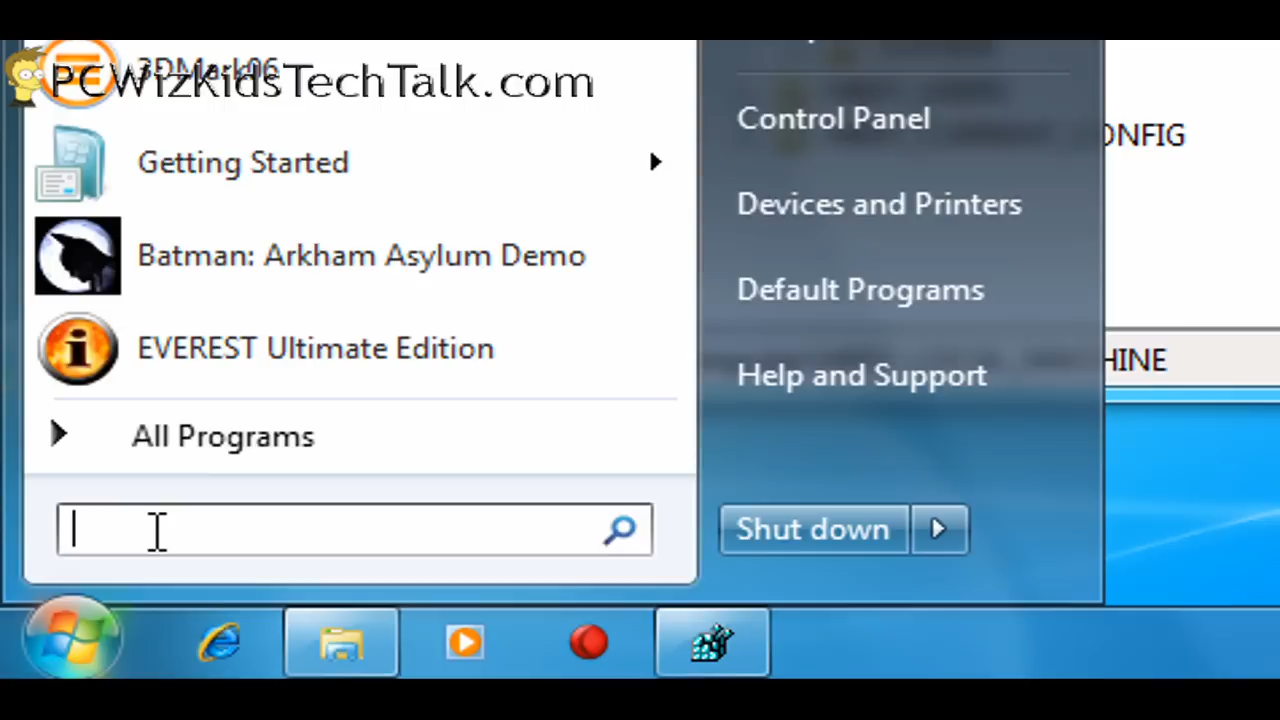 3DMark06
PCWizKidsTechTalk.com
Getting Started
Batman: Arkham Asylum Demo
EVEREST Ultimate Edition
All Programs
Control Panel
Devices and Printers
Default Programs
Help and Support
Shut down
ONFIG
HINE